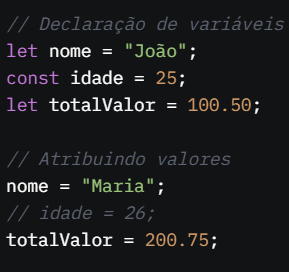 // Declaração de variáveis
let nome = "João";
const idade = 25;
let totalValor = 100.50;
// Atribuindo valores
nome = "Maria";
// idade = 26;
totalValor = 200.75;